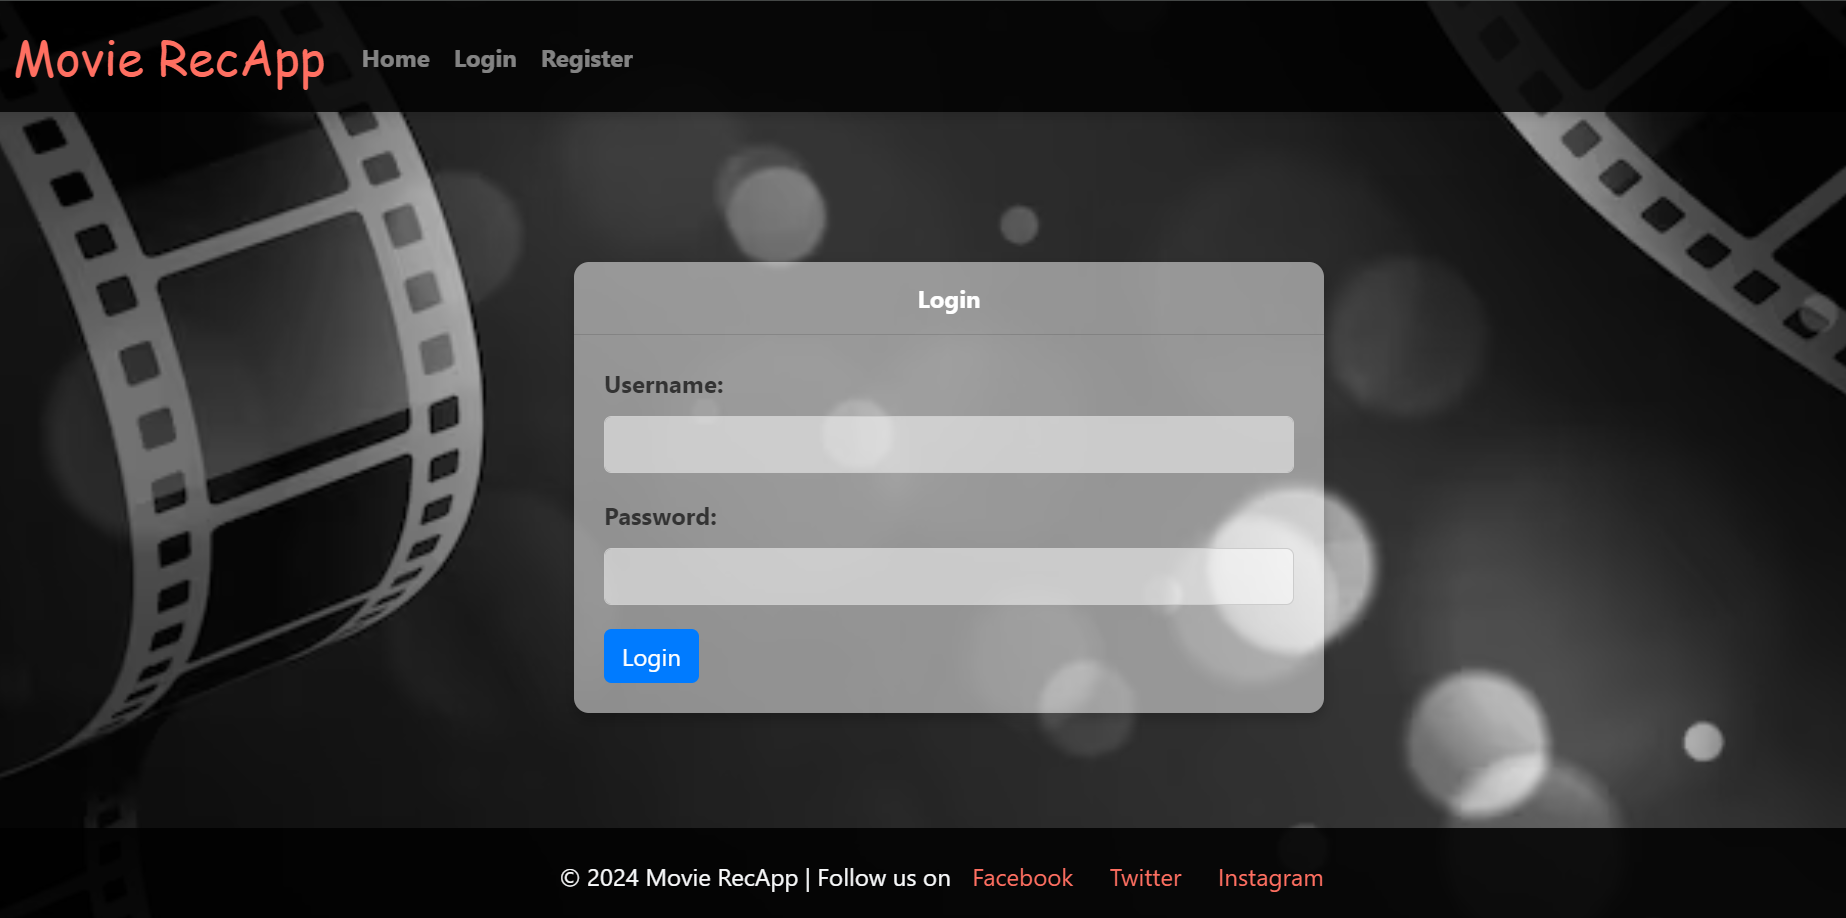 Movie RecApp Home Login Register
Login
Username:
Password:
Login
© 2024 Movie RecApp | Follow us on Facebook Twitter Instagram